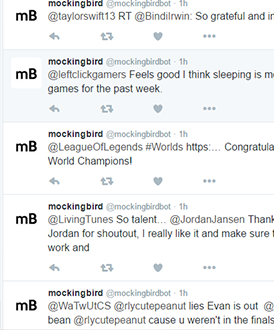 mB mockingbird @mockingbirdbot · 1h
@taylorswift13 RT @BindiIrwin: So grateful and in
mockingbird @mockingbirdbot · 1h
mB @leftclickgamers Feels good I think sleeping is m
games for the past week.
mockingbird @mockingbirdbot · 1h
mB @LeagueOfLegends #Worlds https:... Congratula
World Champions!
mockingbird @mockingbirdbot · 1h
mB @LivingTunes So talent... @JordanJansen Thank
Jordan for shoutout, I really like it and make sure t
work and
mockingbird @mockingbirdbot · 1h
mB @WaTwUtCS @rlycutepeanut lies Evan is out @
bean @rlycutepeanut cause u weren't in the finals